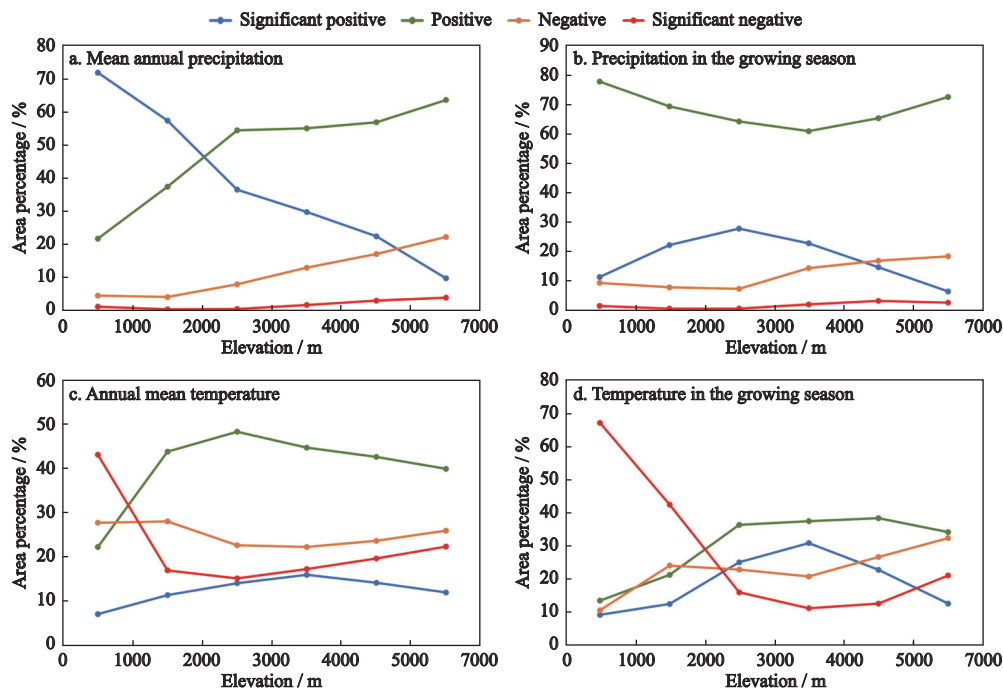 Significant positive Positive Negative Significant negative
a. Mean annual precipitation
Area percentage / %
80
70
60
50
40
30
20
10
0
0 1000 2000 3000 4000 5000 7000
Elevation / m
b. Precipitation in the growing season
Area percentage / %
90
80
70
60
50
40
30
20
10
0
0 1000 2000 3000 4000 5000 7000
Elevation / m
c. Annual mean temperature
Area percentage / %
60
50
40
30
20
10
0
0 1000 2000 3000 4000 5000 7000
Elevation / m
d. Temperature in the growing season
Area percentage / %
80
70
60
50
40
30
20
10
0
0 1000 2000 3000 4000 5000 7000
Elevation / m